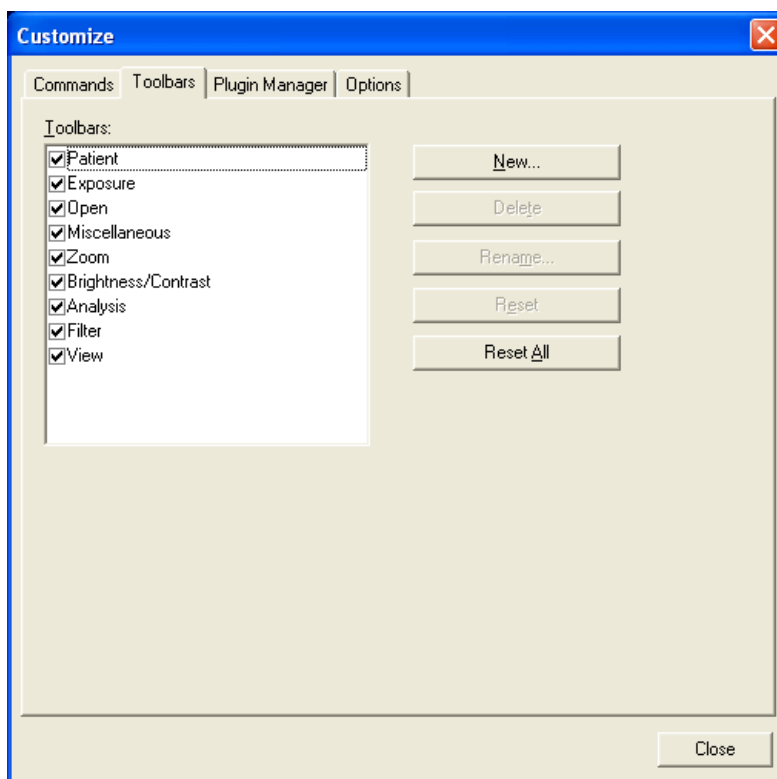 Customize
Commands Toolbars Plugin Manager Options
Toolbars:
Patient
Exposure
Open
Miscellaneous
Zoom
Brightness/Contrast
Analysis
Filter
View
New...
Delete
Rename...
Reset
Reset All
Close